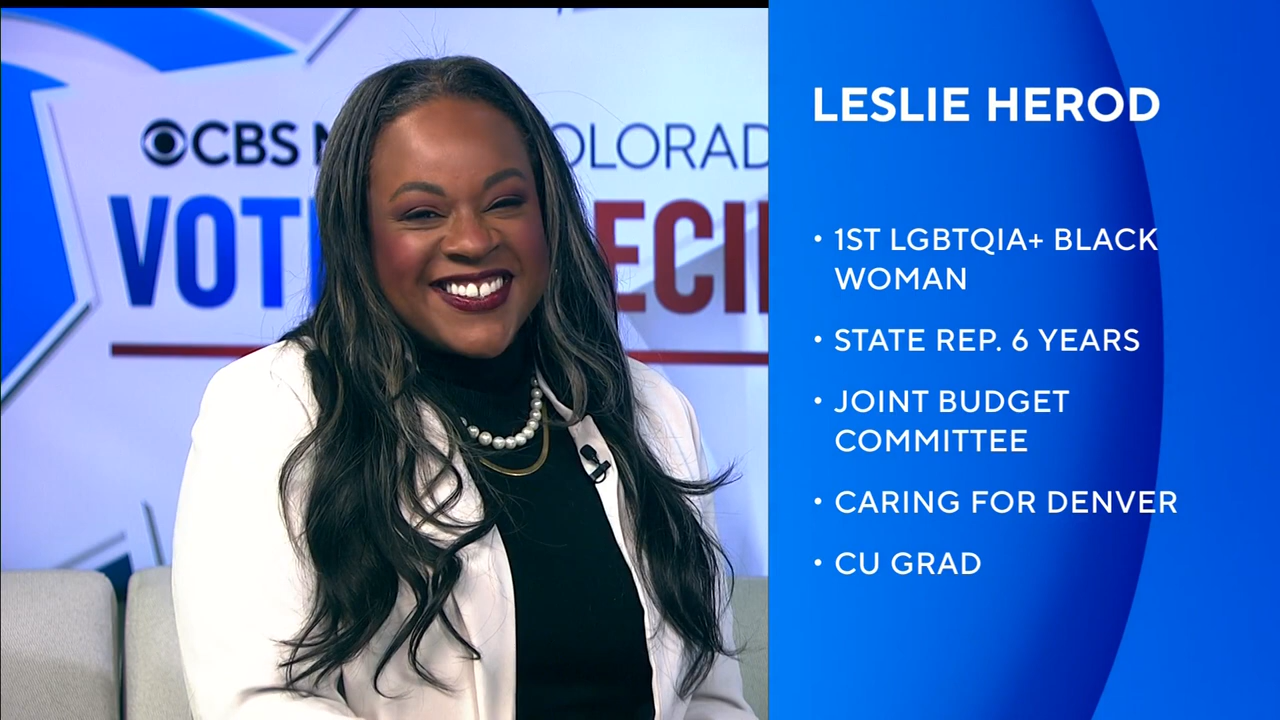 CBS N OLORAD
VOT ECI
LESLIE HEROD
• 1ST LGBTQIA+ BLACK
WOMAN
• STATE REP. 6 YEARS
• JOINT BUDGET
COMMITTEE
• CARING FOR DENVER
• CU GRAD